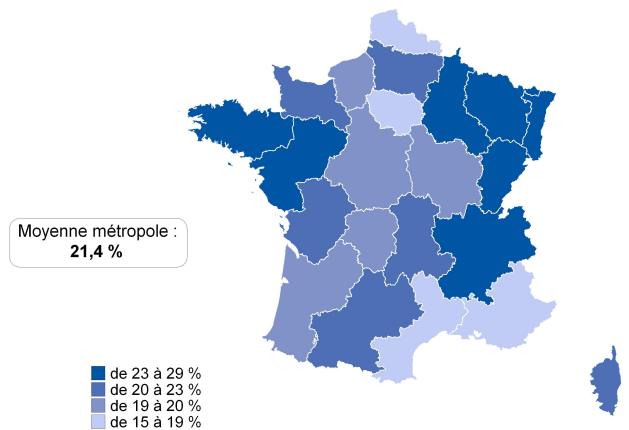 Moyenne métropole :
21,4 %
de 23 à 29 %
de 20 à 23 %
de 19 à 20 %
de 15 à 19 %